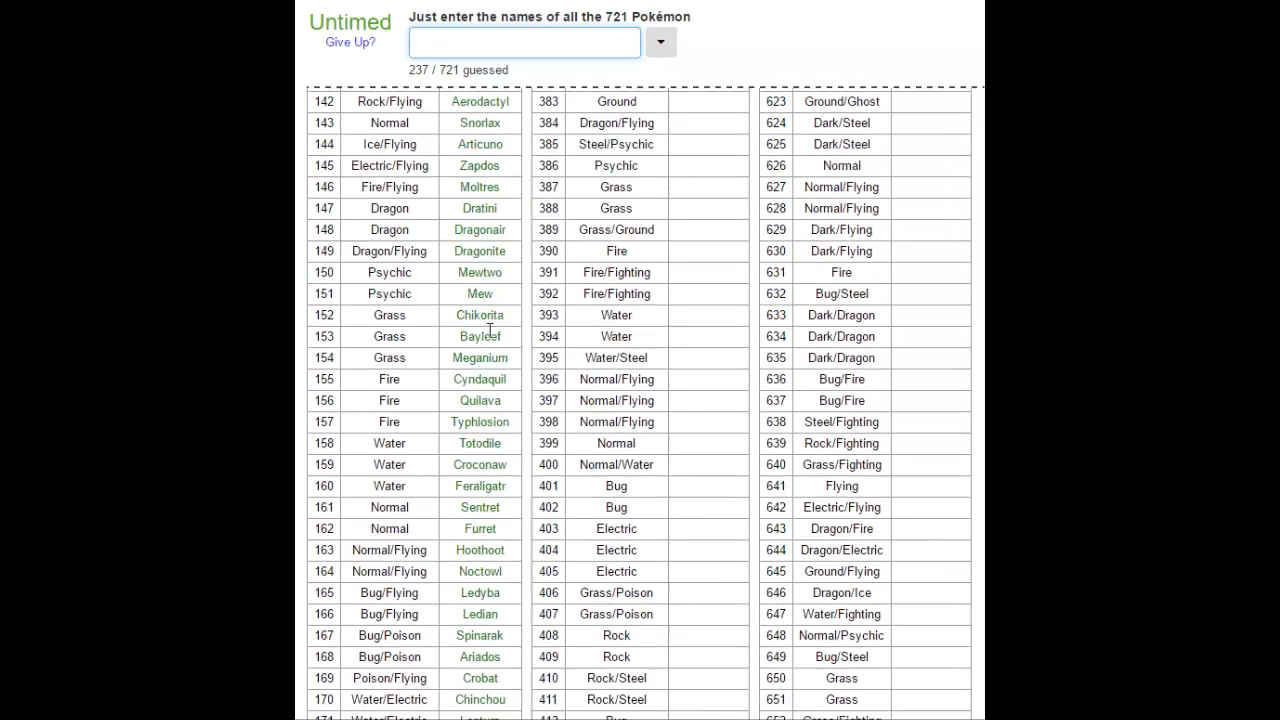 Untimed
Give Up?
Just enter the names of all the 721 Pokémon
237 / 721 guessed
142 Rock/Flying Aerodactyl 383 Ground 623 Ground/Ghost
143 Normal Snorlax 384 Dragon/Flying 624 Dark/Steel
144 Ice/Flying Articuno 385 Steel/Psychic 625 Dark/Steel
145 Electric/Flying Zapdos 386 Psychic 626 Normal
146 Fire/Flying Moltres 387 Grass 627 Normal/Flying
147 Dragon Dratini 388 Grass 628 Normal/Flying
148 Dragon Dragonair 389 Grass/Ground 629 Dark/Flying
149 Dragon/Flying Dragonite 390 Fire 630 Dark/Flying
150 Psychic Mewtwo 391 Fire/Fighting 631 Fire
151 Psychic Mew 392 Fire/Fighting 632 Bug/Steel
152 Grass Chikorita 393 Water 633 Dark/Dragon
153 Grass Bayleef 394 Water 634 Dark/Dragon
154 Grass Meganium 395 Water/Steel 635 Dark/Dragon
155 Fire Cyndaquil 396 Normal/Flying 636 Bug/Fire
156 Fire Quilava 397 Normal/Flying 637 Bug/Fire
157 Fire Typhlosion 398 Normal/Flying 638 Steel/Fighting
158 Water Totodile 399 Normal 639 Rock/Fighting
159 Water Croconaw 400 Normal/Water 640 Grass/Fighting
160 Water Feraligatr 401 Bug 641 Flying
161 Normal Sentret 402 Bug 642 Electric/Flying
162 Normal Furret 403 Electric 643 Dragon/Fire
163 Normal/Flying Hoothoot 404 Electric 644 Dragon/Electric
164 Normal/Flying Noctowl 405 Electric 645 Ground/Flying
165 Bug/Flying Ledyba 406 Grass/Poison 646 Dragon/Ice
166 Bug/Flying Ledian 407 Grass/Poison 647 Water/Fighting
167 Bug/Poison Spinarak 408 Rock 648 Normal/Psychic
168 Bug/Poison Ariados 409 Rock 649 Bug/Steel
169 Poison/Flying Crobat 410 Rock/Steel 650 Grass
170 Water/Electric Chinchou 411 Rock/Steel 651 Grass